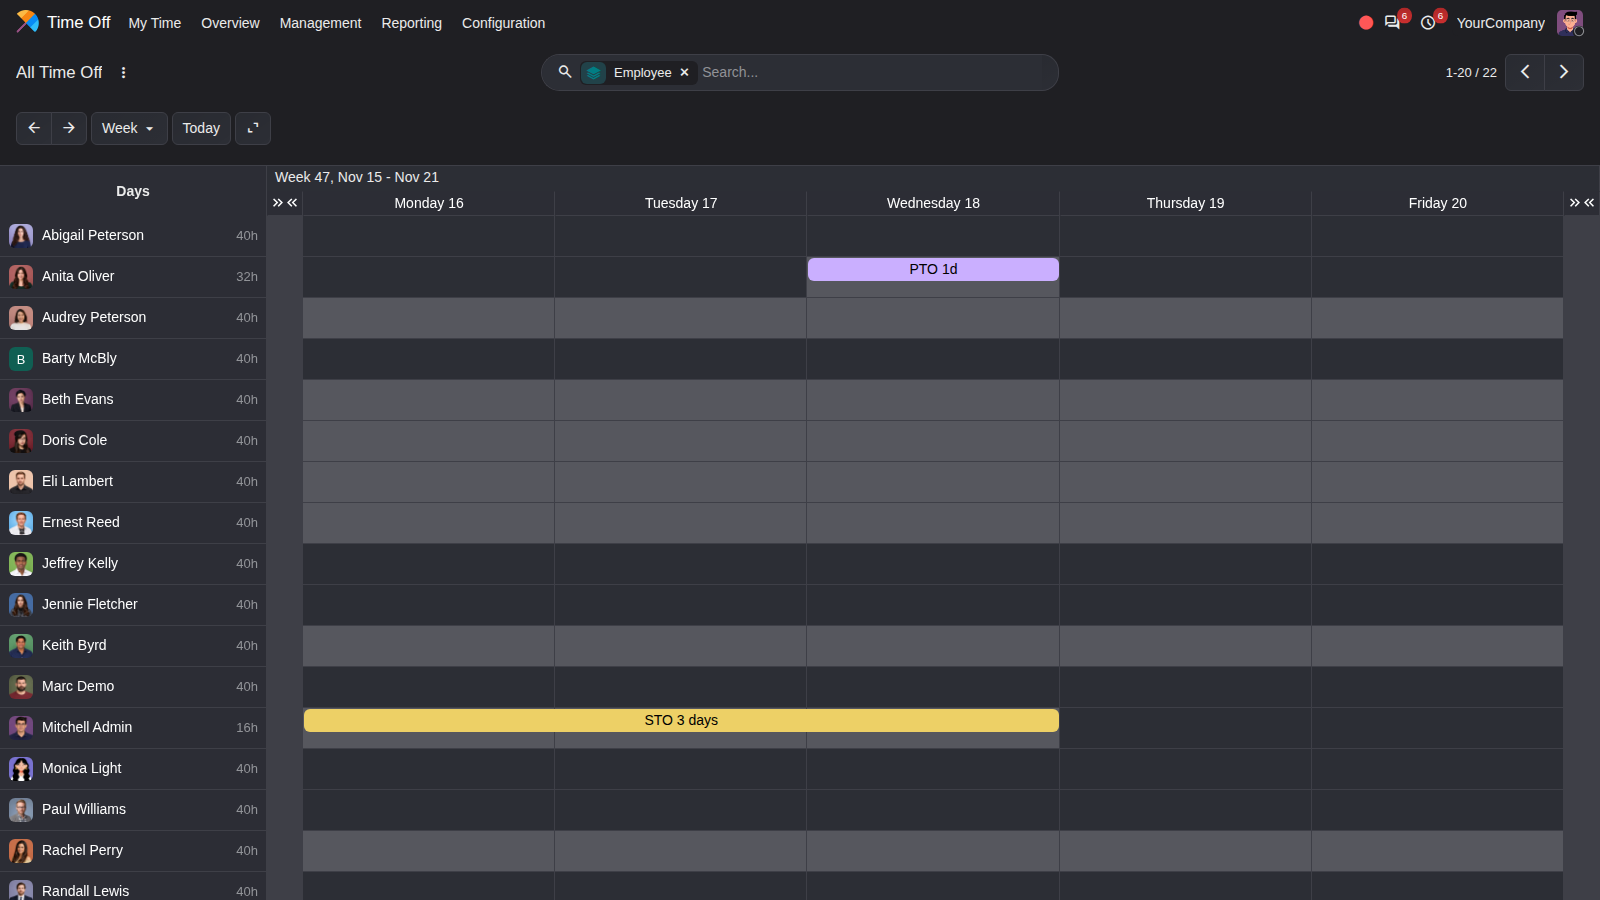 Time Off My Time Overview Management Reporting Configuration 6 6 YourCompany
All Time Off Employee Search... 1-20 / 22
Week Today
Days
Week 47, Nov 15 - Nov 21
Monday 16 Tuesday 17 Wednesday 18 Thursday 19 Friday 20
Abigail Peterson 40h
Anita Oliver 32h PTO 1d
Audrey Peterson 40h
B Barty McBly 40h
Beth Evans 40h
Doris Cole 40h
Eli Lambert 40h
Ernest Reed 40h
Jeffrey Kelly 40h
Jennie Fletcher 40h
Keith Byrd 40h
Marc Demo 40h
Mitchell Admin 16h STO 3 days
Monica Light 40h
Paul Williams 40h
Rachel Perry 40h
Randall Lewis 40h